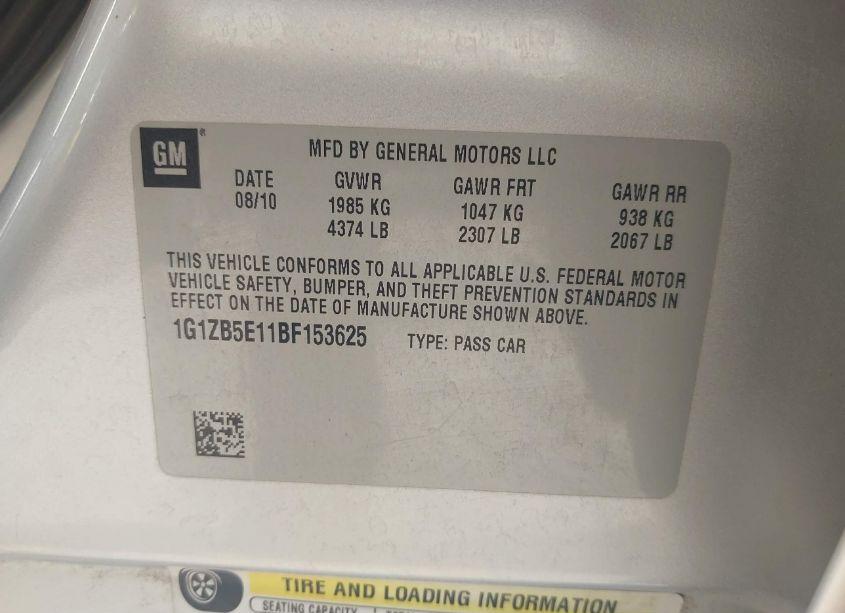 GM
MFD BY GENERAL MOTORS LLC
DATE GVWR GAWR FRT GAWR RR
08/10 1985 KG 1047 KG 938 KG
4374 LB 2307 LB 2067 LB
THIS VEHICLE CONFORMS TO ALL APPLICABLE U.S. FEDERAL MOTOR
VEHICLE SAFETY, BUMPER, AND THEFT PREVENTION STANDARDS IN
EFFECT ON THE DATE OF MANUFACTURE SHOWN ABOVE.
1G1ZB5E11BF153625 TYPE: PASS CAR
TIRE AND LOADING INFORMATION
SEATING CAPACITY